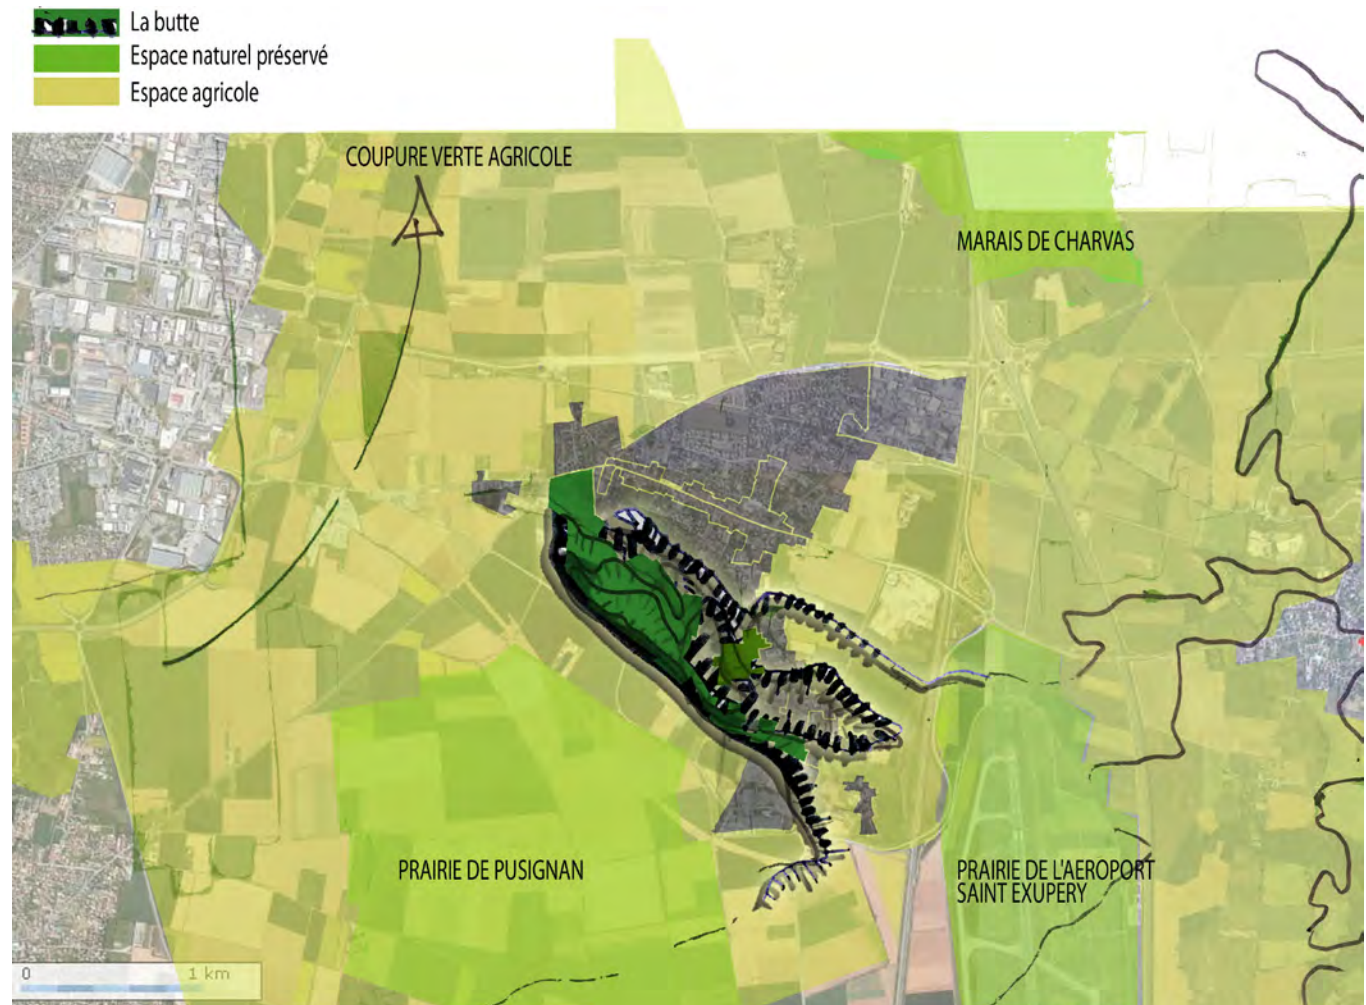 La butte
Espace naturel préservé
Espace agricole
COUPURE VERTE AGRICOLE
MARAIS DE CHARVAS
PRAIRIE DE PUSIGNAN
PRAIRIE DE L'AEROPORT
SAINT EXUPERY
0 1 km